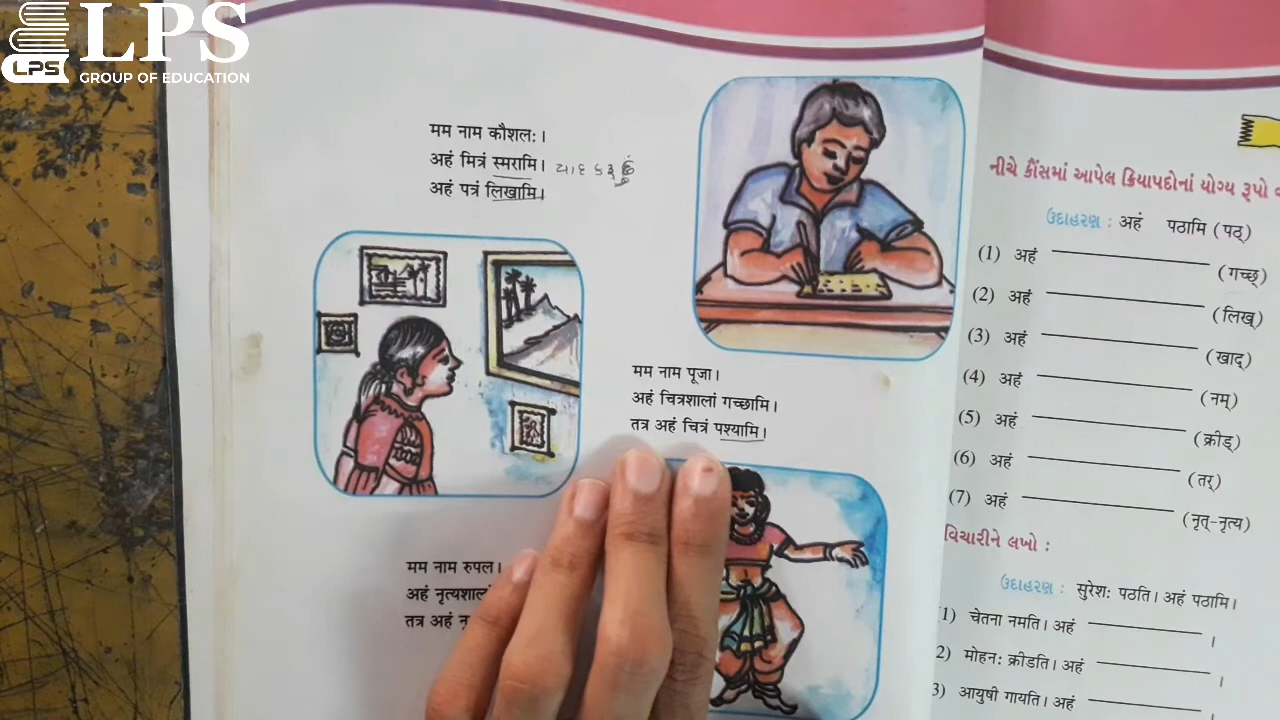 LPS
LPS
GROUP OF EDUCATION
मम नाम कौशलः।
अहं मित्रं स्मरामि। યાદ કરૂ છું
अहं पत्रं लिखामि।
मम नाम पूजा।
अहं चित्रशालां गच्छामि।
तत्र अहं चित्रं पश्यामि।
मम नाम रुपल।
अहं
तत्र अहं
નીચે કૌંસમાં આપેલ ક્રિયાપદોનાં યોગ્ય રૂપો
ઉદાહરણ : अहं पठामि (पठ्)
(1) अहं (गच्छ्)
(2) अहं (लिख्)
(3) अहं (खाद्)
(4) अहं (नम्)
(5) अहं (क्रीड्)
(6) अहं (तर्)
(7) अहं (नृत्-नृत्य)
વિચારીને લખો :
ઉદાહરણ : सुरेशः पठति। अहं पठामि।
1) चेतना नमति। अहं ।
2) मोहनः क्रीडति। अहं ।
3) आयुषी गायति। अहं ।